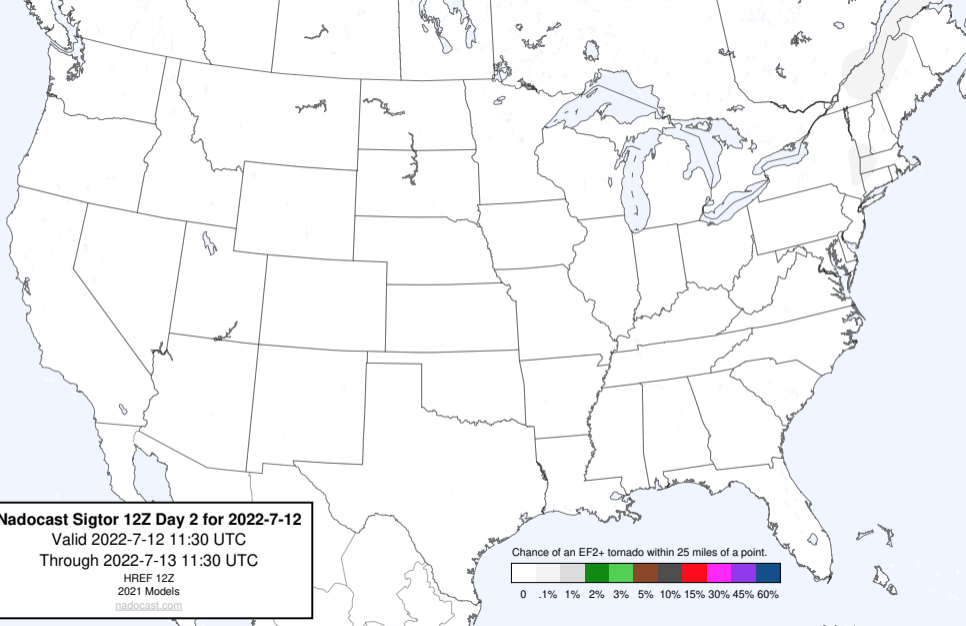 Nadocast Sigtor 12Z Day 2 for 2022-7-12
Valid 2022-7-12 11:30 UTC
Through 2022-7-13 11:30 UTC
HREF 12Z
2021 Models
nadocast.com
Chance of an EF2+ tornado within 25 miles of a point.
0 .1% 1% 2% 3% 5% 10% 15% 30% 45% 60%